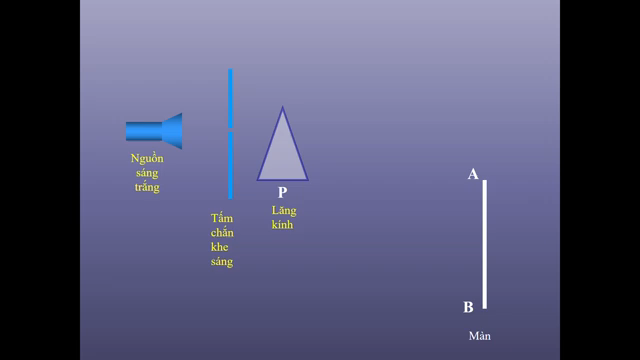 Nguồn
sáng
trắng
Tấm
chắn
khe
sáng
P
Lăng
kính
A
B
Màn